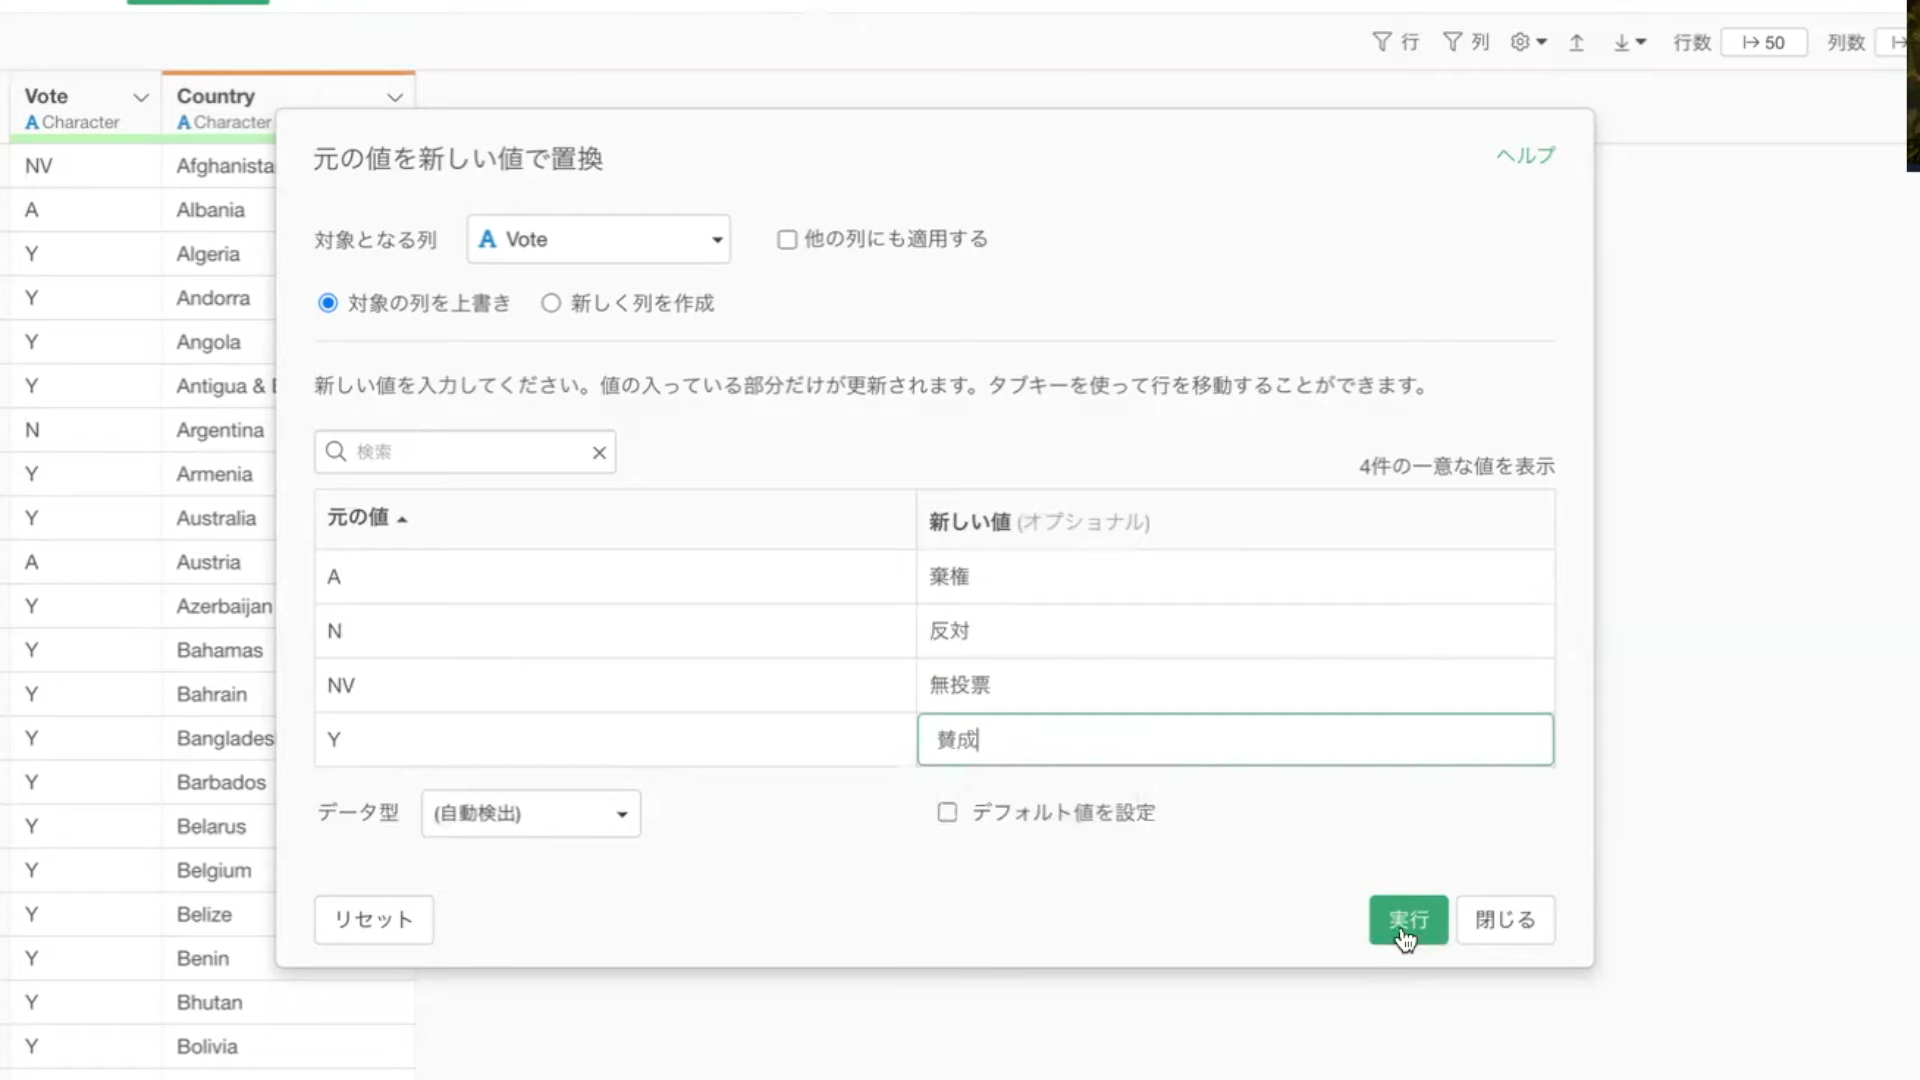 行 列 行数 50 列数
Vote Country
A Character A Character
元の値を新しい値で置換 ヘルプ
対象となる列 A Vote 他の列にも適用する
対象の列を上書き 新しく列を作成
新しい値を入力してください。値の入っている部分だけが更新されます。タブキーを使って行を移動することができます。
検索
4件の一意な値を表示
元の値 新しい値 (オプショナル)
A 棄権
N 反対
NV 無投票
Y 賛成
データ型 (自動検出) デフォルト値を設定
リセット 実行 閉じる
NV Afghanista
A Albania
Y Algeria
Y Andorra
Y Angola
Y Antigua &
N Argentina
Y Armenia
Y Australia
A Austria
Y Azerbaijan
Y Bahamas
Y Bahrain
Y Banglades
Y Barbados
Y Belarus
Y Belgium
Y Belize
Y Benin
Y Bhutan
Y Bolivia